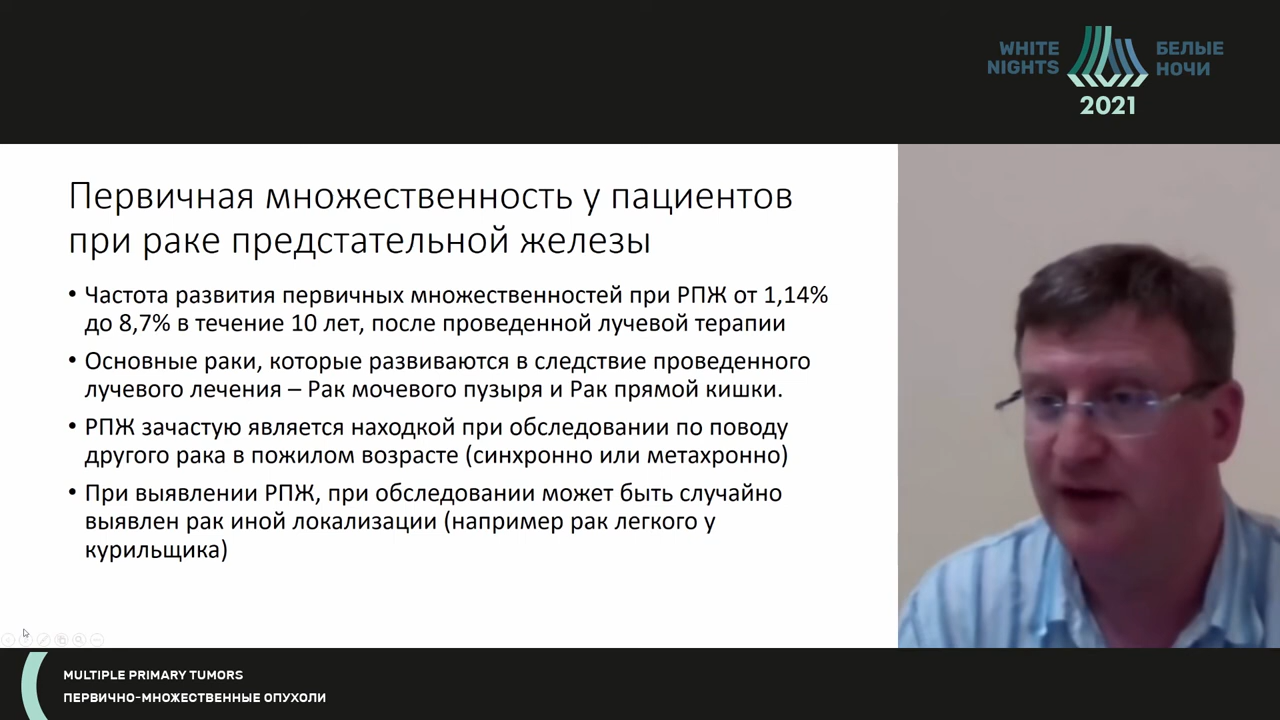 WHITE
NIGHTS
БЕЛЫЕ
НОЧИ
2021
Первичная множественность у пациентов
при раке предстательной железы
• Частота развития первичных множественностей при РПЖ от 1,14%
до 8,7% в течение 10 лет, после проведенной лучевой терапии
• Основные раки, которые развиваются в следствие проведенного
лучевого лечения – Рак мочевого пузыря и Рак прямой кишки.
• РПЖ зачастую является находкой при обследовании по поводу
другого рака в пожилом возрасте (синхронно или метахронно)
• При выявлении РПЖ, при обследовании может быть случайно
выявлен рак иной локализации (например рак легкого у
курильщика)
MULTIPLE PRIMARY TUMORS
ПЕРВИЧНО-МНОЖЕСТВЕННЫЕ ОПУХОЛИ